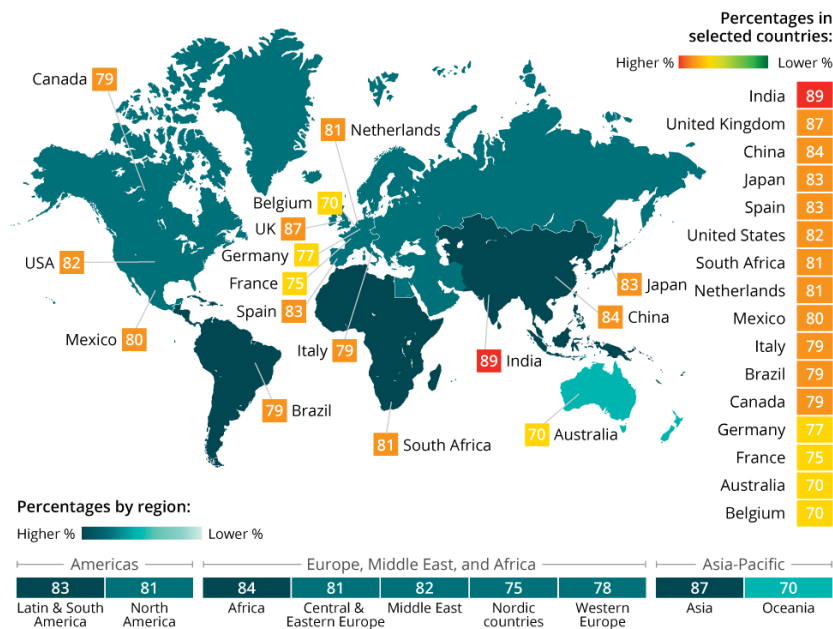 Percentages in
selected countries:
Higher % Lower %
Canada 79
81 Netherlands
Belgium 70
UK 87
Germany 77
USA 82
France 75
Spain 83
83 Japan
84 China
Mexico 80
Italy 79
89 India
79 Brazil
81 South Africa
70 Australia
India 89
United Kingdom 87
China 84
Japan 83
Spain 83
United States 82
South Africa 81
Netherlands 81
Mexico 80
Italy 79
Brazil 79
Canada 79
Germany 77
France 75
Australia 70
Belgium 70
Percentages by region:
Higher % Lower %
Americas
83 81
Latin & South
America
North
America
Europe, Middle East, and Africa
84 81 82 75 78
Africa
Central &
Eastern Europe
Middle East
Nordic
countries
Western
Europe
Asia-Pacific
87 70
Asia Oceania